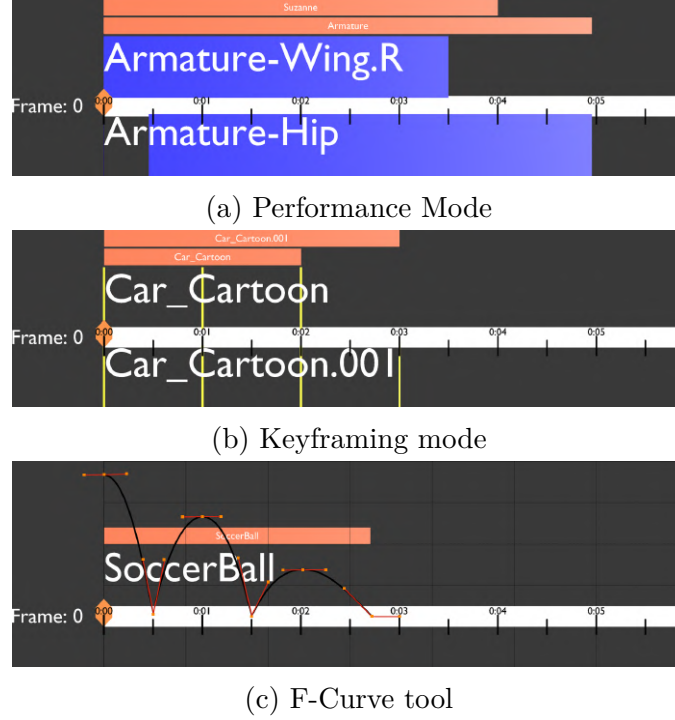 Suzanne
Armature
Armature-Wing.R
Frame: 0 0:00 0:01 0:02 0:03 0:04 0:05
Armature-Hip
(a) Performance Mode
Car_Cartoon.001
Car_Cartoon
Car_Cartoon
Frame: 0 0:00 0:01 0:02 0:03 0:04 0:05
Car_Cartoon.001
(b) Keyframing mode
SoccerBall
SoccerBall
Frame: 0 0:00 0:01 0:02 0:03 0:04 0:05
(c) F-Curve tool